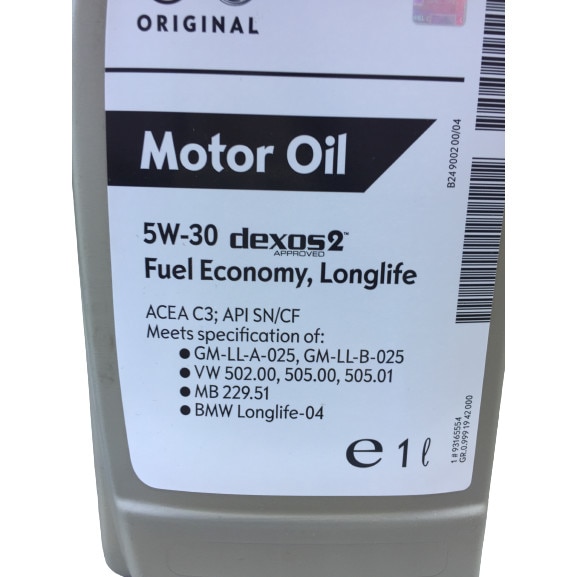 ORIGINAL
Motor Oil
5W-30 dexos2™
APPROVED
Fuel Economy, Longlife
ACEA C3; API SN/CF
Meets specification of:
● GM-LL-A-025, GM-LL-B-025
● VW 502.00, 505.00, 505.01
● MB 229.51
● BMW Longlife-04
e 1 l
B24 9002 00/04
1 # 93165554
GR.0.999 19 42 000